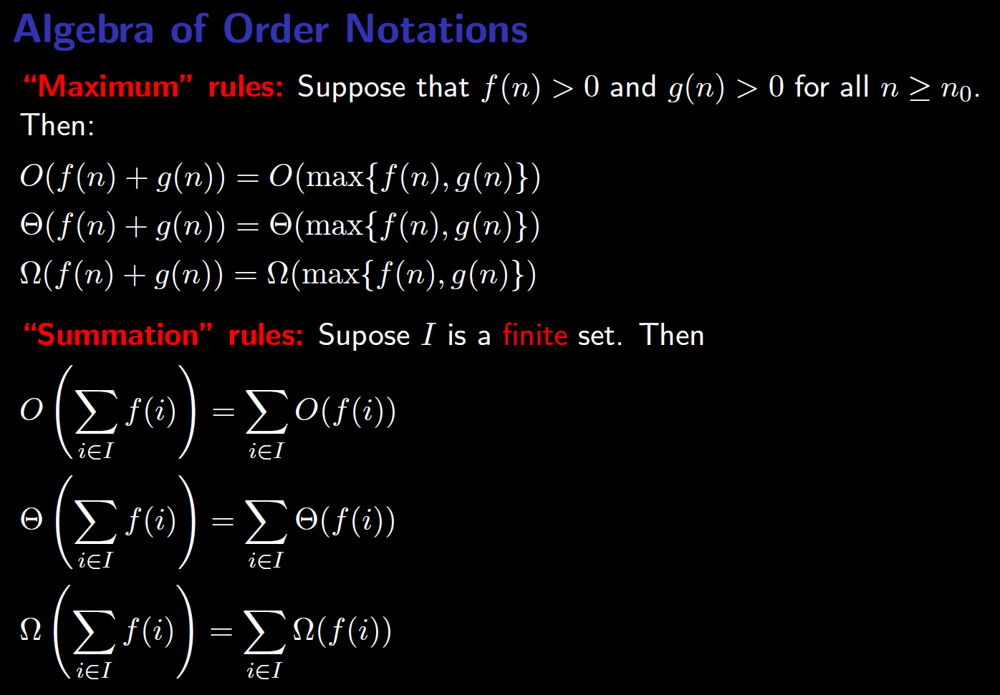 Algebra of Order Notations
“Maximum” rules: Suppose that f(n) > 0 and g(n) > 0 for all n ≥ n₀.
Then:
O(f(n) + g(n)) = O(max{f(n), g(n)})
Θ(f(n) + g(n)) = Θ(max{f(n), g(n)})
Ω(f(n) + g(n)) = Ω(max{f(n), g(n)})
“Summation” rules: Supose I is a finite set. Then
O(∑_{i∈I} f(i)) = ∑_{i∈I} O(f(i))
Θ(∑_{i∈I} f(i)) = ∑_{i∈I} Θ(f(i))
Ω(∑_{i∈I} f(i)) = ∑_{i∈I} Ω(f(i))